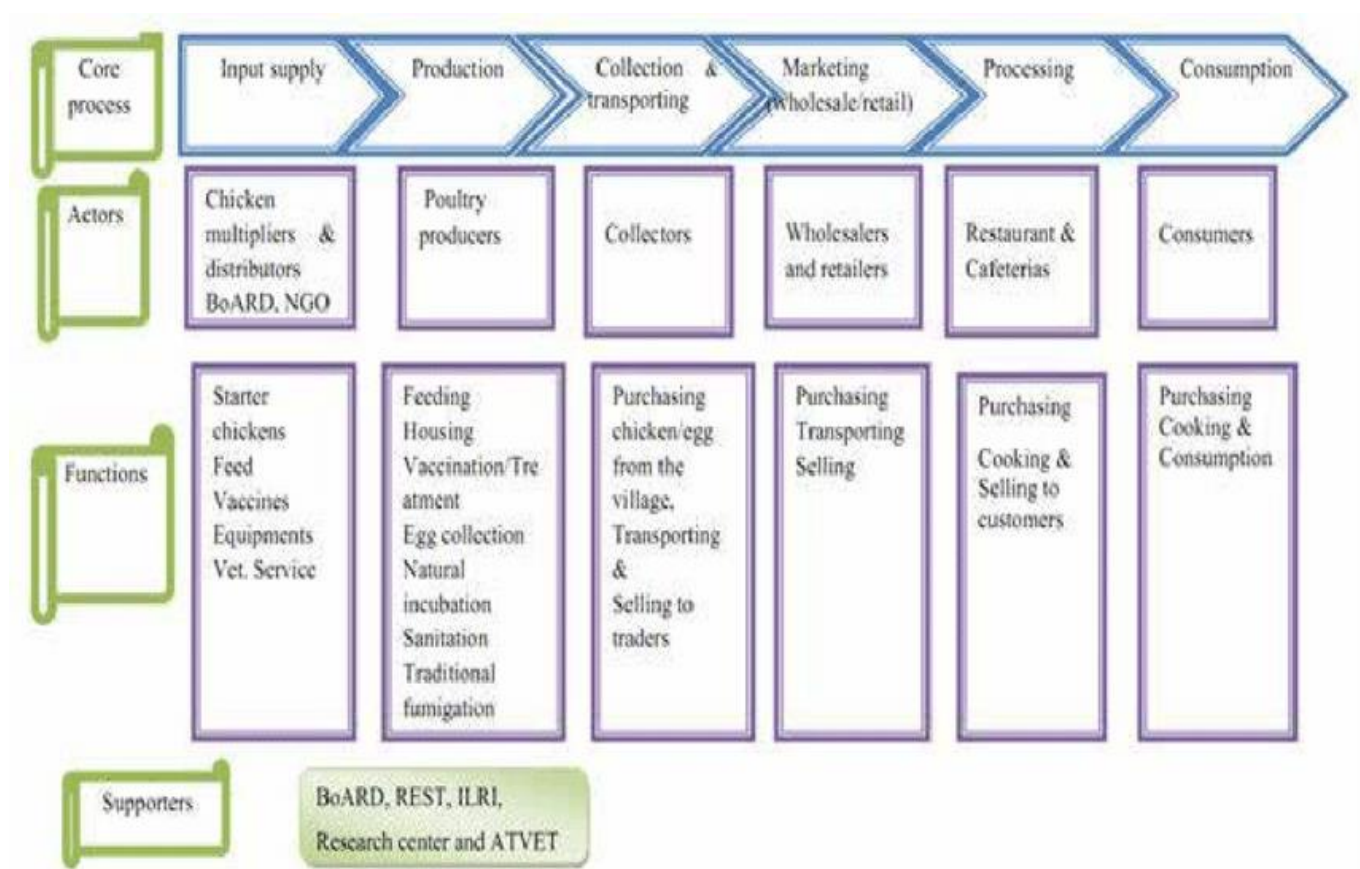 Core
process
Input supply
Production
Collection &
transporting
Marketing
(wholesale/retail)
Processing
Consumption
Actors
Chicken
multipliers &
distributors
BoARD, NGO
Poultry
producers
Collectors
Wholesalers
and retailers
Restaurant &
Cafeterias
Consumers
Functions
Starter
chickens
Feed
Vaccines
Equipments
Vet. Service
Feeding
Housing
Vaccination/Tre
atment
Egg collection
Natural
incubation
Sanitation
Traditional
fumigation
Purchasing
chicken/egg
from the
village,
Transporting
&
Selling to
traders
Purchasing
Transporting
Selling
Purchasing
Cooking &
Selling to
customers
Purchasing
Cooking &
Consumption
Supporters
BoARD, REST, ILRI,
Research center and ATVET